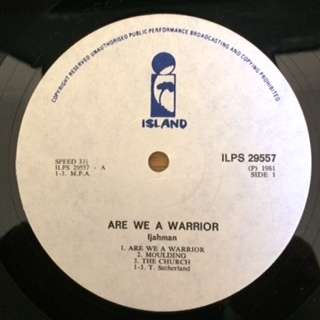 COPYRIGHT RESERVED UNAUTHORISED PUBLIC PERFORMANCE BROADCASTING AND COPYING PROHIBITED
ISLAND
SPEED 33⅓
ILPS 29557 - A
1-3. M.P.A.
ILPS 29557
(P) 1981
SIDE 1
ARE WE A WARRIOR
Ijahman
1. ARE WE A WARRIOR
2. MOULDING
3. THE CHURCH
1-3 T. Sutherland